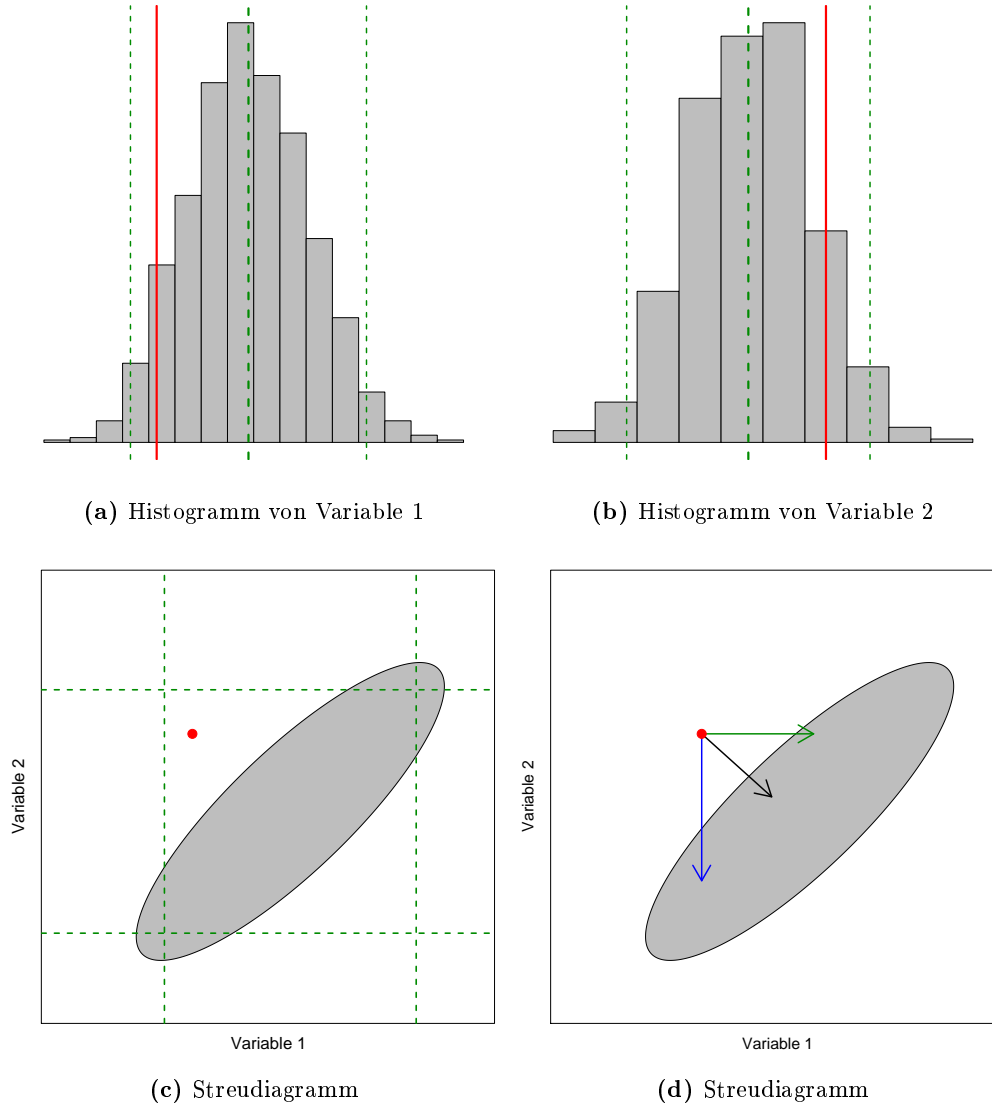 (a) Histogramm von Variable 1
(b) Histogramm von Variable 2
Variable 2
Variable 1
(c) Streudiagramm
Variable 2
Variable 1
(d) Streudiagramm